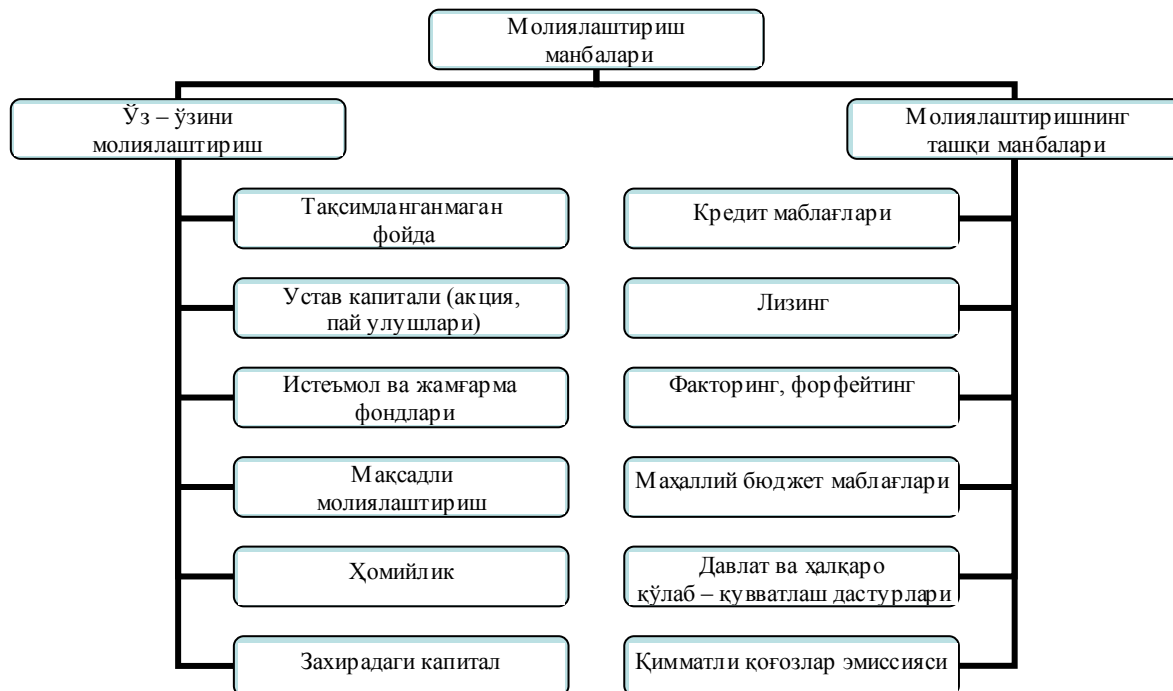 Молиялаштириш
манбалари
Ўз – ўзини
молиялаштириш
Молиялаштиришнинг
ташқи манбалари
Тақсимланганмаган
фойда
Устав капитали (акция,
пай улушлари)
Истеъмол ва жамғарма
фондлари
Мақсадли
молиялаштириш
Ҳомийлик
Захирадаги капитал
Кредит маблағлари
Лизинг
Факторинг, форфейтинг
Маҳаллий бюджет маблағлари
Давлат ва ҳалқаро
қўлаб – қувватлаш дастурлари
Қимматли қоғозлар эмиссияси